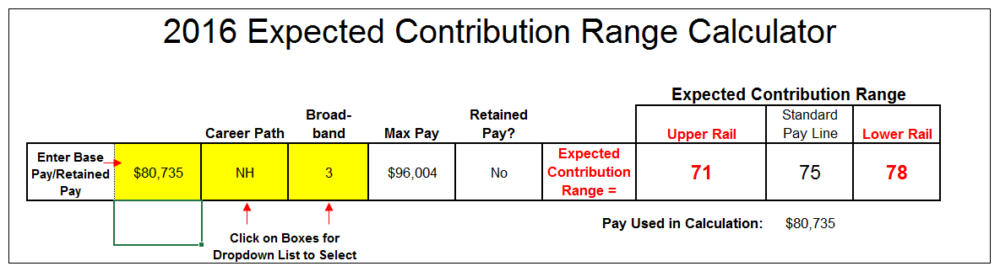 2016 Expected Contribution Range Calculator
Expected Contribution Range
Broad-
band
Career Path
Max Pay
Retained
Pay?
Upper Rail
Standard
Pay Line
Lower Rail
Enter Base
Pay/Retained
Pay
$80,735
NH
3
$96,004
No
Expected
Contribution
Range =
71
75
78
Pay Used in Calculation: $80,735
Click on Boxes for
Dropdown List to Select